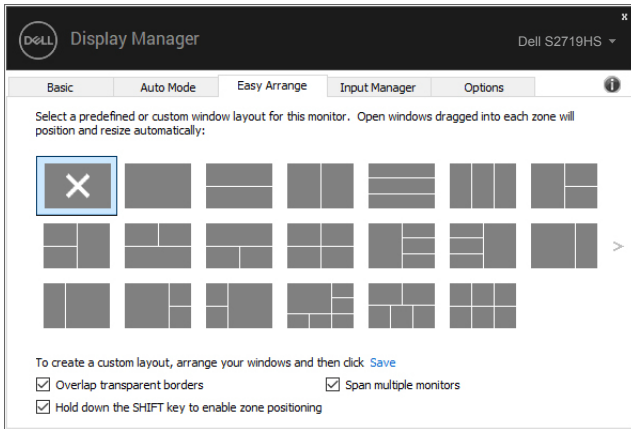 x
DELL
Display Manager
Dell S2719HS
Basic
Auto Mode
Easy Arrange
Input Manager
Options
i
Select a predefined or custom window layout for this monitor. Open windows dragged into each zone will
position and resize automatically:
>
To create a custom layout, arrange your windows and then click Save
Overlap transparent borders
Span multiple monitors
Hold down the SHIFT key to enable zone positioning